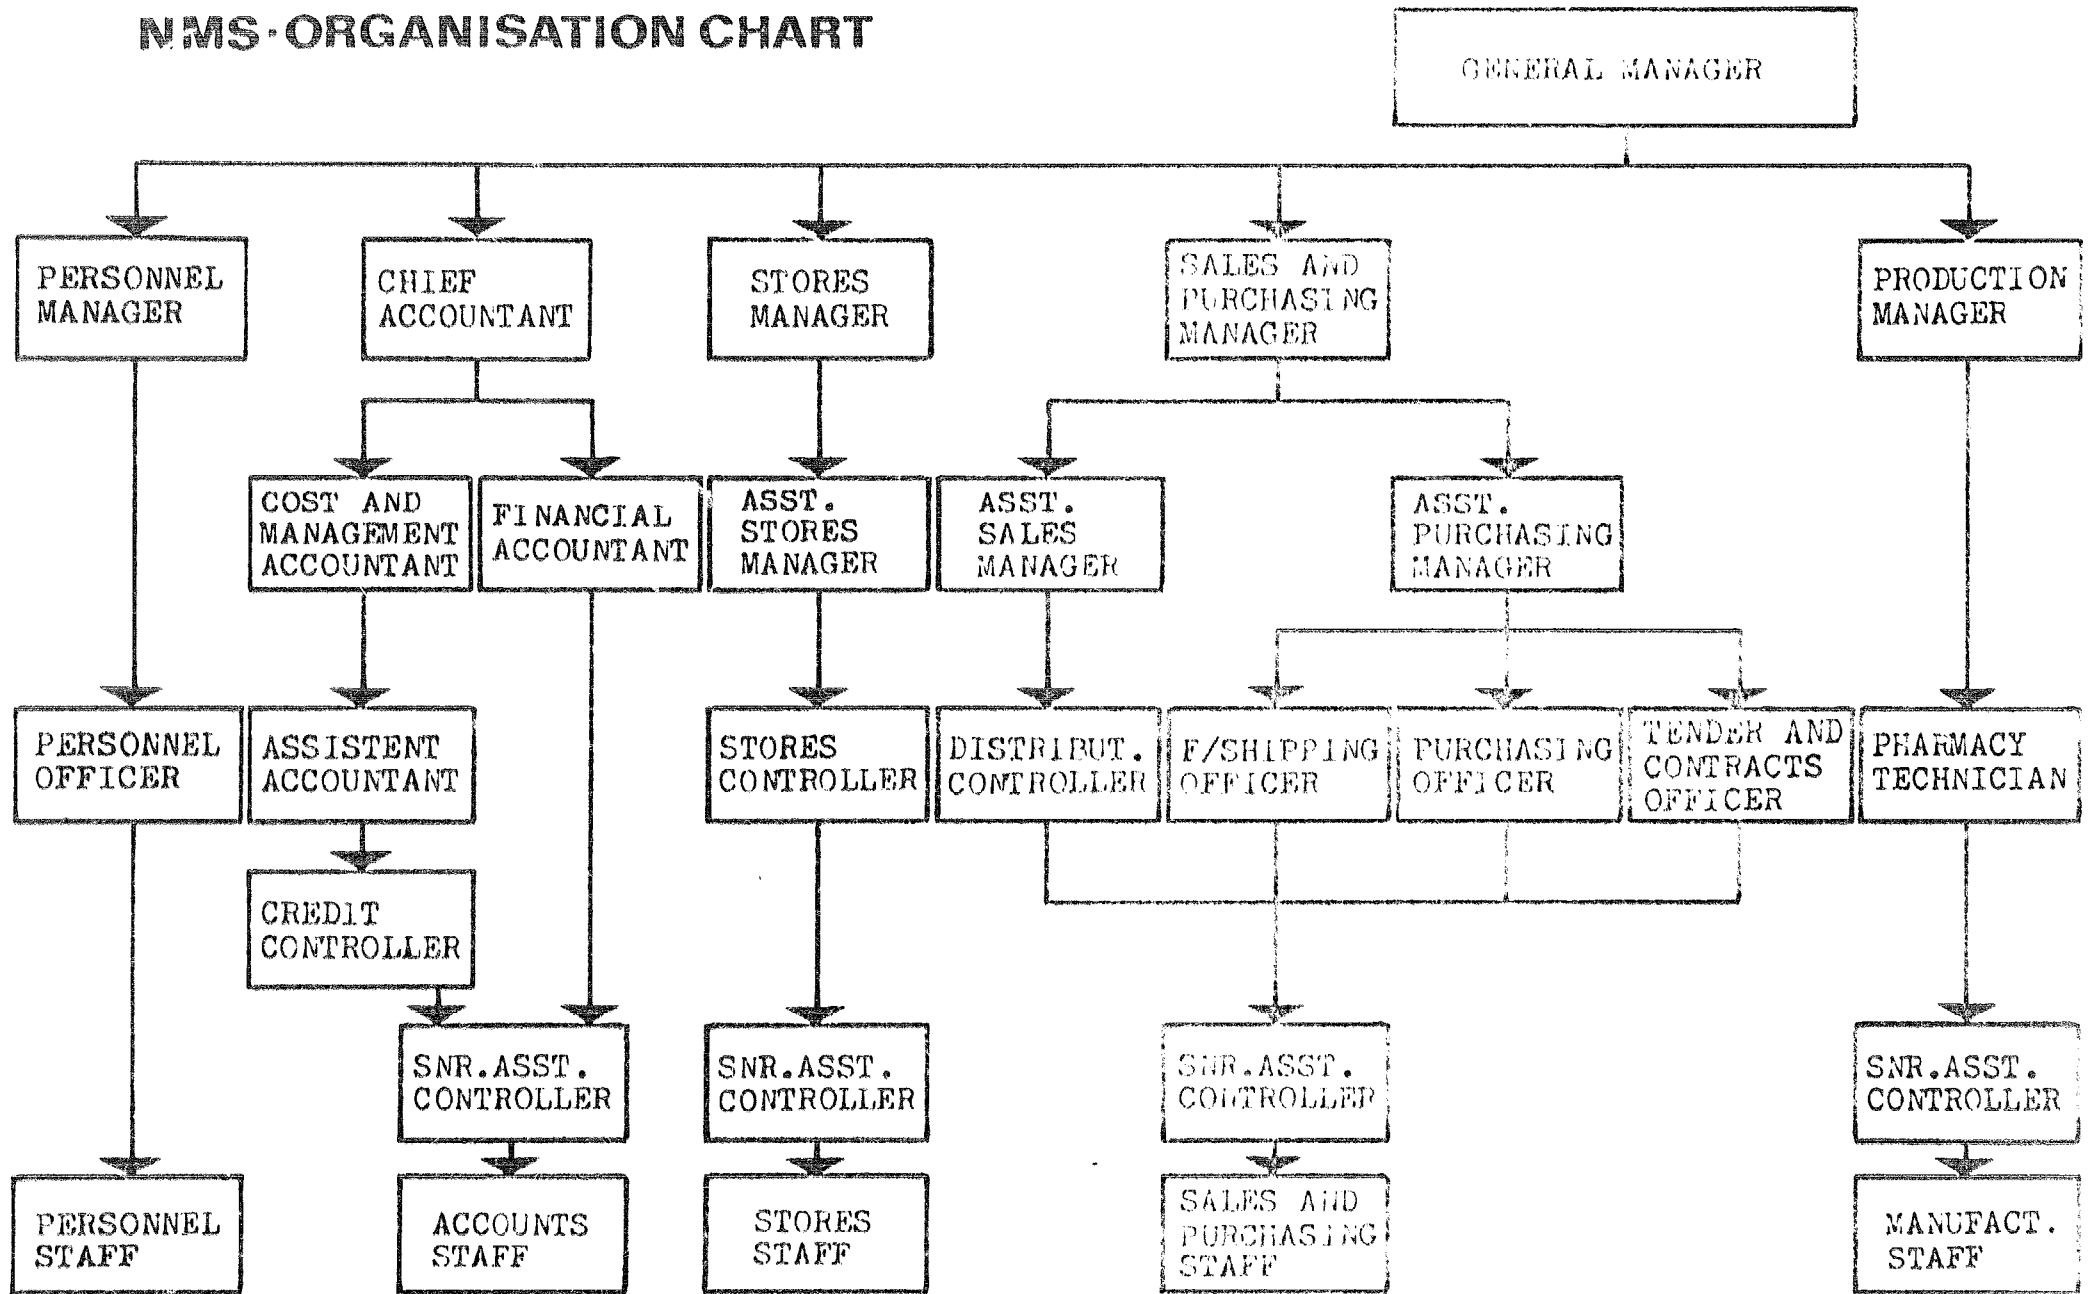 NMS·ORGANISATION CHART
GENERAL MANAGER
PERSONNEL
MANAGER
CHIEF
ACCOUNTANT
STORES
MANAGER
SALES AND
PURCHASING
MANAGER
PRODUCTION
MANAGER
COST AND
MANAGEMENT
ACCOUNTANT
FINANCIAL
ACCOUNTANT
ASST.
STORES
MANAGER
ASST.
SALES
MANAGER
ASST.
PURCHASING
MANAGER
PERSONNEL
OFFICER
ASSISTENT
ACCOUNTANT
STORES
CONTROLLER
DISTRIBUT.
CONTROLLER
F/SHIPPING
OFFICER
PURCHASING
OFFICER
TENDER AND
CONTRACTS
OFFICER
PHARMACY
TECHNICIAN
CREDIT
CONTROLLER
SNR.ASST.
CONTROLLER
SNR.ASST.
CONTROLLER
SNR.ASST.
CONTROLLER
SNR.ASST.
CONTROLLER
PERSONNEL
STAFF
ACCOUNTS
STAFF
STORES
STAFF
SALES AND
PURCHASING
STAFF
MANUFACT.
STAFF